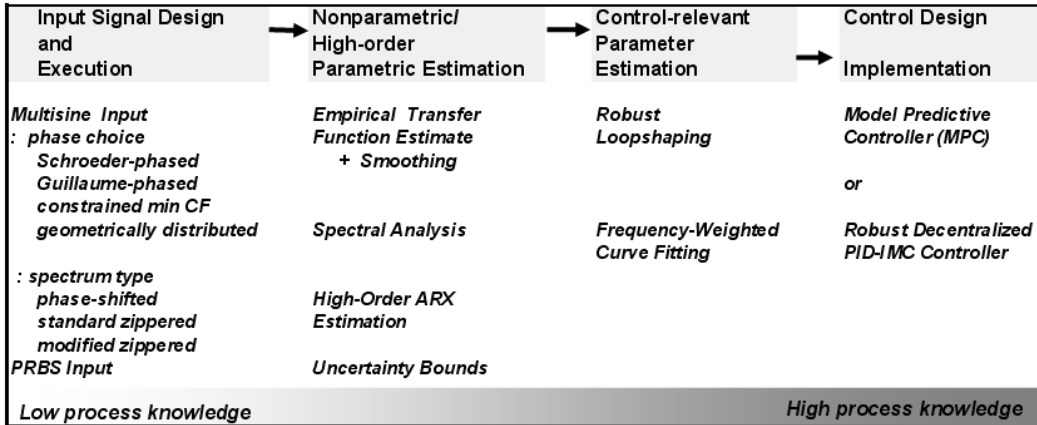 Input Signal Design
and
Execution
Nonparametric/
High-order
Parametric Estimation
Control-relevant
Parameter
Estimation
Control Design
Implementation
Multisine Input
: phase choice
Schroeder-phased
Guillaume-phased
constrained min CF
geometrically distributed
: spectrum type
phase-shifted
standard zippered
modified zippered
PRBS Input
Empirical Transfer
Function Estimate
+ Smoothing
Spectral Analysis
High-Order ARX
Estimation
Uncertainty Bounds
Robust
Loopshaping
Frequency-Weighted
Curve Fitting
Model Predictive
Controller (MPC)
or
Robust Decentralized
PID-IMC Controller
Low process knowledge
High process knowledge